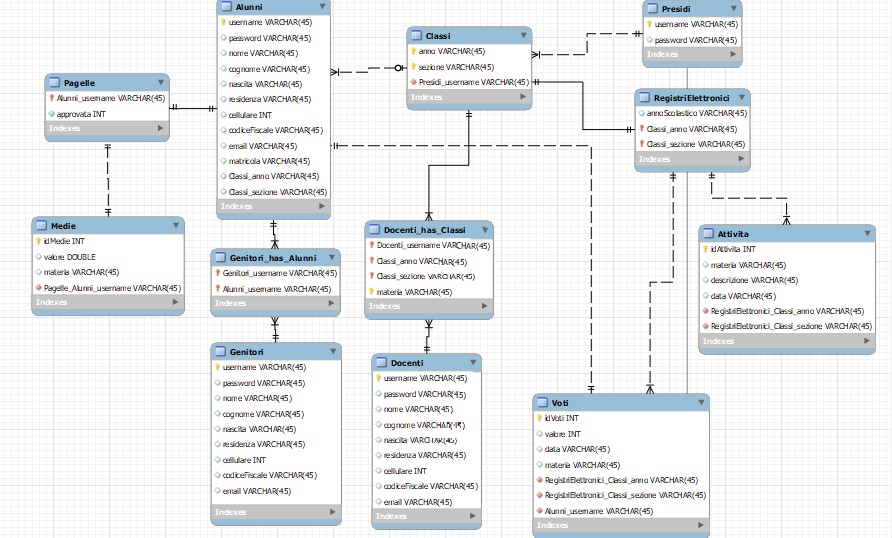 Alunni
username VARCHAR(45)
password VARCHAR(45)
nome VARCHAR(45)
cognome VARCHAR(45)
nascita VARCHAR(45)
residenza VARCHAR(45)
cellulare INT
codiceFiscale VARCHAR(45)
email VARCHAR(45)
matricola VARCHAR(45)
Classi_anno VARCHAR(45)
Classi_sezione VARCHAR(45)
Indexes
Classi
anno VARCHAR(45)
sezione VARCHAR(45)
Presidi_username VARCHAR(45)
Indexes
Presidi
username VARCHAR(45)
password VARCHAR(45)
Indexes
Pagelle
Alunni_username VARCHAR(45)
approvata INT
Indexes
RegistriElettronici
annoScolastico VARCHAR(45)
Classi_anno VARCHAR(45)
Classi_sezione VARCHAR(45)
Indexes
Medie
idMedie INT
valore DOUBLE
materia VARCHAR(45)
Pagelle_Alunni_username VARCHAR(45)
Indexes
Genitori_has_Alunni
Genitori_username VARCHAR(45)
Alunni_username VARCHAR(45)
Indexes
Docenti_has_Classi
Docenti_username VARCHAR(45)
Classi_anno VARCHAR(45)
Classi_sezione VARCHAR(45)
materia VARCHAR(45)
Indexes
Attivita
idAttivita INT
materia VARCHAR(45)
descrizione VARCHAR(45)
data VARCHAR(45)
RegistriElettronici_Classi_anno VARCHAR(45)
RegistriElettronici_Classi_sezione VARCHAR(45)
Indexes
Genitori
username VARCHAR(45)
password VARCHAR(45)
nome VARCHAR(45)
cognome VARCHAR(45)
nascita VARCHAR(45)
residenza VARCHAR(45)
cellulare INT
codiceFiscale VARCHAR(45)
email VARCHAR(45)
Indexes
Docenti
username VARCHAR(45)
password VARCHAR(45)
nome VARCHAR(45)
cognome VARCHAR(45)
nascita VARCHAR(45)
residenza VARCHAR(45)
cellulare INT
codiceFiscale VARCHAR(45)
email VARCHAR(45)
Indexes
Voti
idVoti INT
valore INT
data VARCHAR(45)
materia VARCHAR(45)
RegistriElettronici_Classi_anno VARCHAR(45)
RegistriElettronici_Classi_sezione VARCHAR(45)
Alunni_username VARCHAR(45)
Indexes